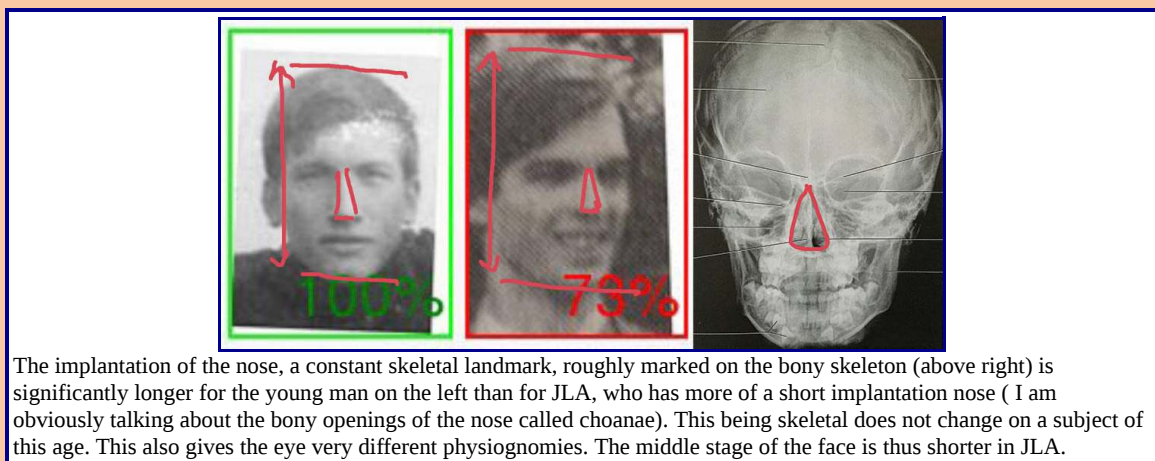 100%
73%
The implantation of the nose, a constant skeletal landmark, roughly marked on the bony skeleton (above right) is
significantly longer for the young man on the left than for JLA, who has more of a short implantation nose ( I am
obviously talking about the bony openings of the nose called choanae). This being skeletal does not change on a subject of
this age. This also gives the eye very different physiognomies. The middle stage of the face is thus shorter in JLA.